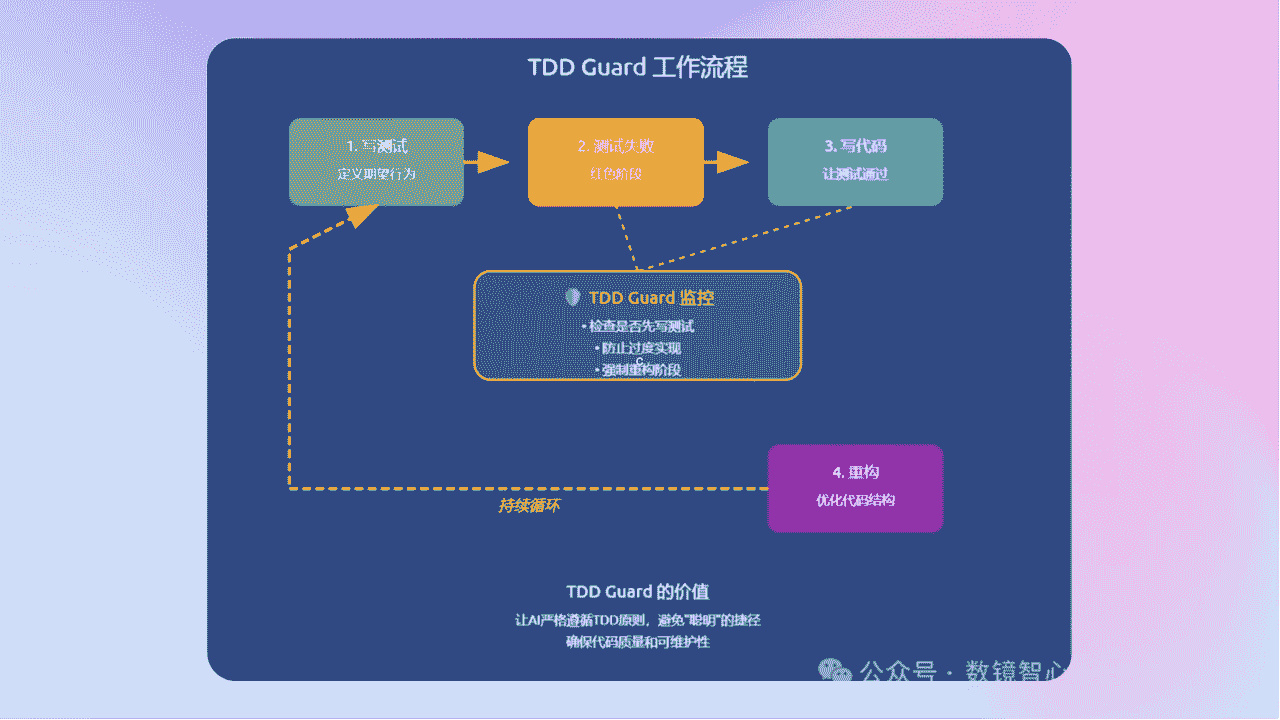 TDD Guard 工作流程
1. 写测试
定义期望行为
2. 测试失败
红色阶段
3. 写代码
让测试通过
TDD Guard 监控
• 检查是否先写测试
• 防止过度实现
• 强制重构阶段
4. 重构
优化代码结构
持续循环
TDD Guard 的价值
让AI严格遵循TDD原则，避免"聪明"的捷径
确保代码质量和可维护性
公众号 · 数镜智心